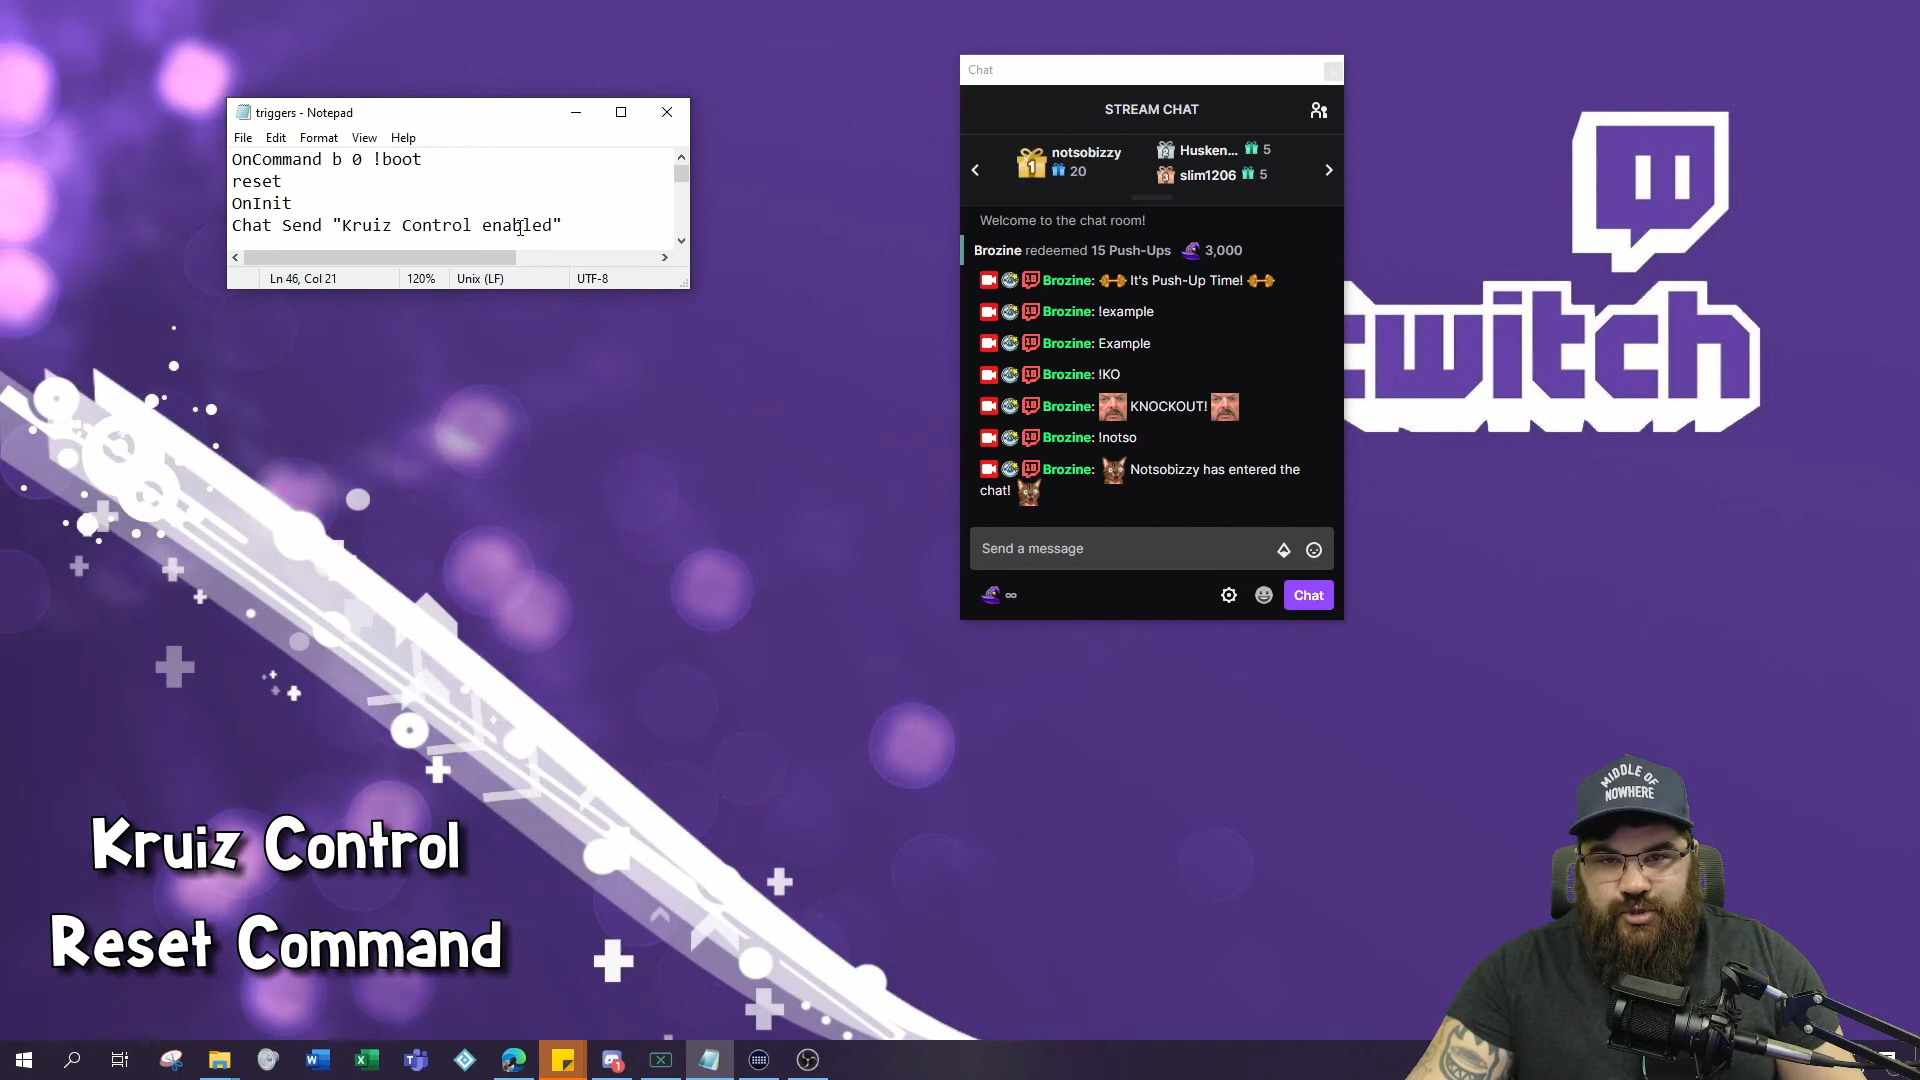 triggers - Notepad
File Edit Format View Help
OnCommand b 0 !boot
reset
OnInit
Chat Send "Kruiz Control enabled"
Ln 46, Col 21 120% Unix (LF) UTF-8
Chat
STREAM CHAT
1 notsobizzy
20
2 Husken... 5
3 slim1206 5
Welcome to the chat room!
Brozine redeemed 15 Push-Ups 3,000
Brozine: It's Push-Up Time!
Brozine: !example
Brozine: Example
Brozine: !KO
Brozine: KNOCKOUT!
Brozine: !notso
Brozine: Notsobizzy has entered the
chat!
Send a message
∞
Chat
twitch
MIDDLE OF
NOWHERE
Kruiz Control
Reset Command
1